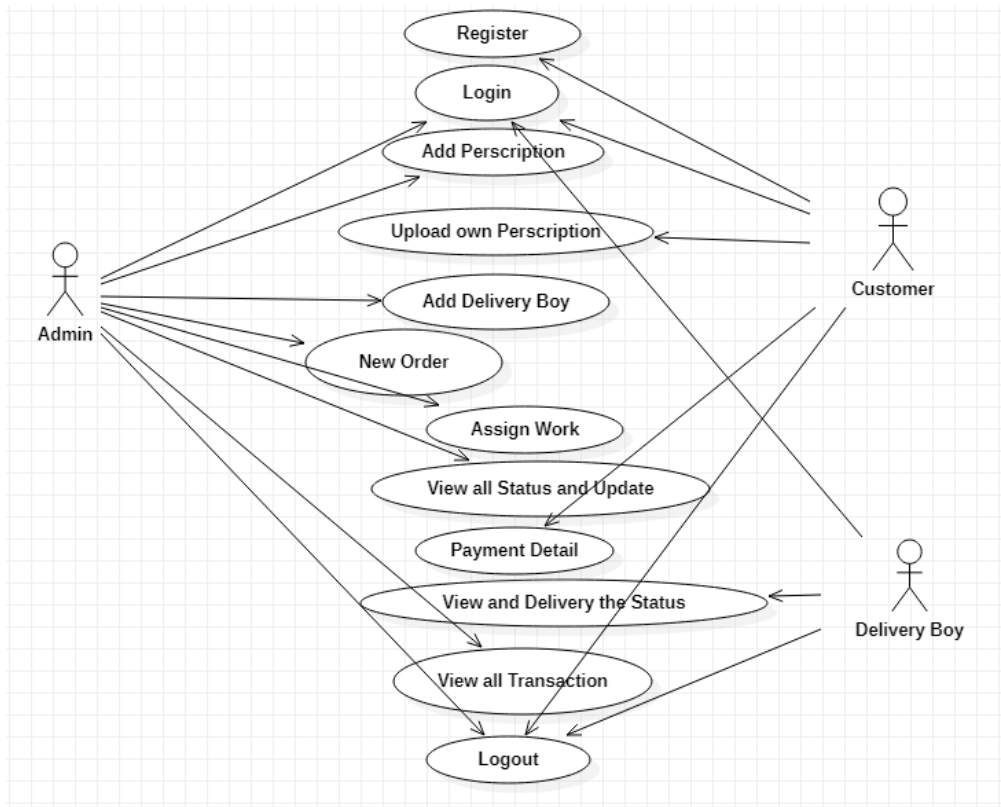 Register
Login
Add Perscription
Upload own Perscription
Customer
Add Delivery Boy
Admin
New Order
Assign Work
View all Status and Update
Payment Detail
View and Delivery the Status
Delivery Boy
View all Transaction
Logout